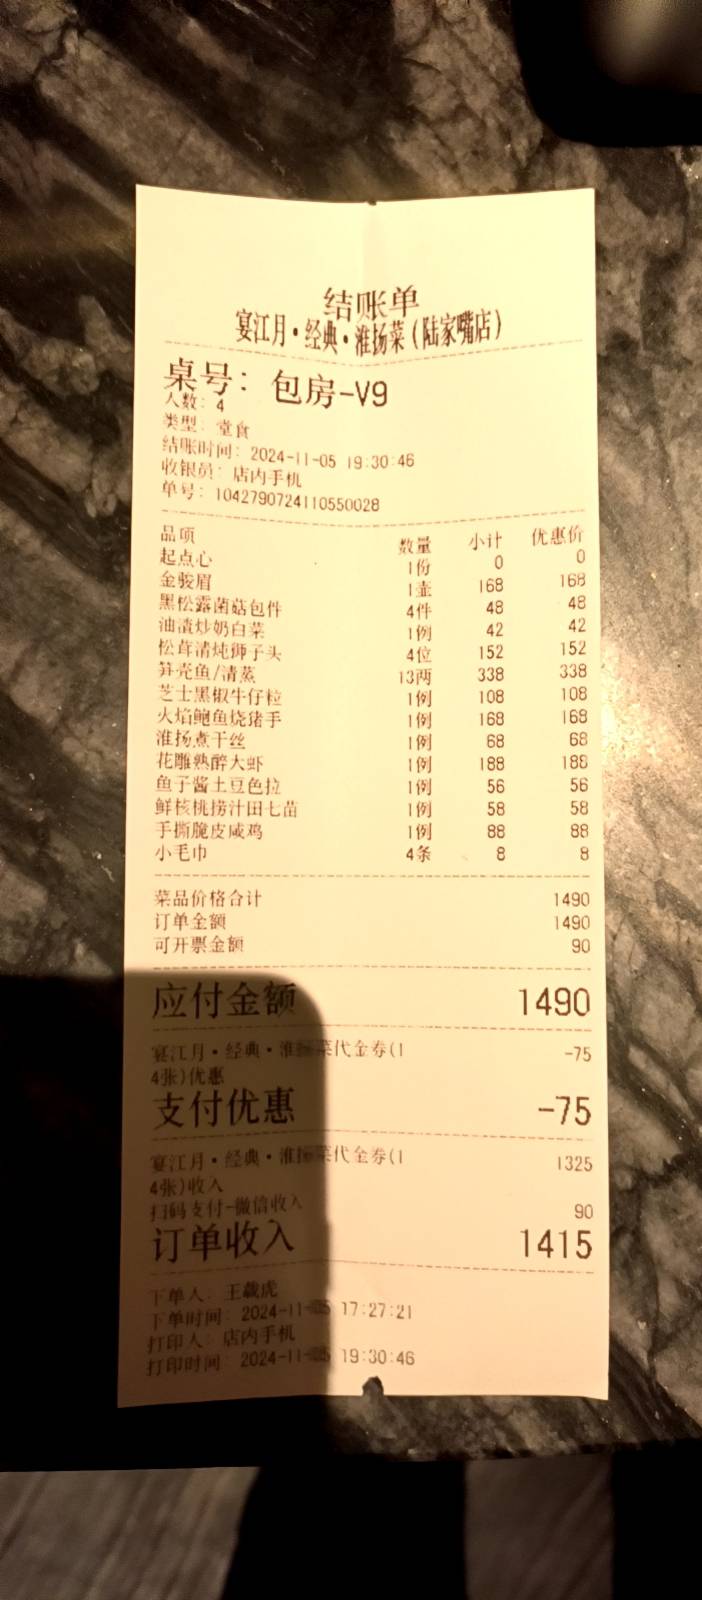 结账单
宴江月·经典·淮扬菜(陆家嘴店)
桌号: 包房-V9
人数: 4
类型: 堂食
结账时间: 2024-11-05 19:30:46
收银员: 店内手机
单号: 1042790724110550028
品项 数量 小计 优惠价
起点心 1份 0 0
金骏眉 1壶 168 168
黑松露菌菇包件 4件 48 48
油渣炒奶白菜 1例 42 42
松茸清炖狮子头 4位 152 152
笋壳鱼/清蒸 13两 338 338
芝士黑椒牛仔粒 1例 108 108
火焰鲍鱼烧猪手 1例 168 168
淮扬煮干丝 1例 68 68
花雕熟醉大虾 1例 188 188
鱼子酱土豆色拉 1例 56 56
鲜核桃捞汁田七苗 1例 58 58
手撕脆皮咸鸡 1例 88 88
小毛巾 4条 8 8
菜品价格合计 1490
订单金额 1490
可开票金额 90
应付金额 1490
宴江月·经典·淮扬菜代金券(1 -75
4张)优惠
支付优惠 -75
宴江月·经典·淮扬菜代金券(1 1325
4张)收入
扫码支付-微信收入 90
订单收入 1415
下单人: 王载虎
下单时间: 2024-11-05 17:27:21
打印人: 店内手机
打印时间: 2024-11-05 19:30:46